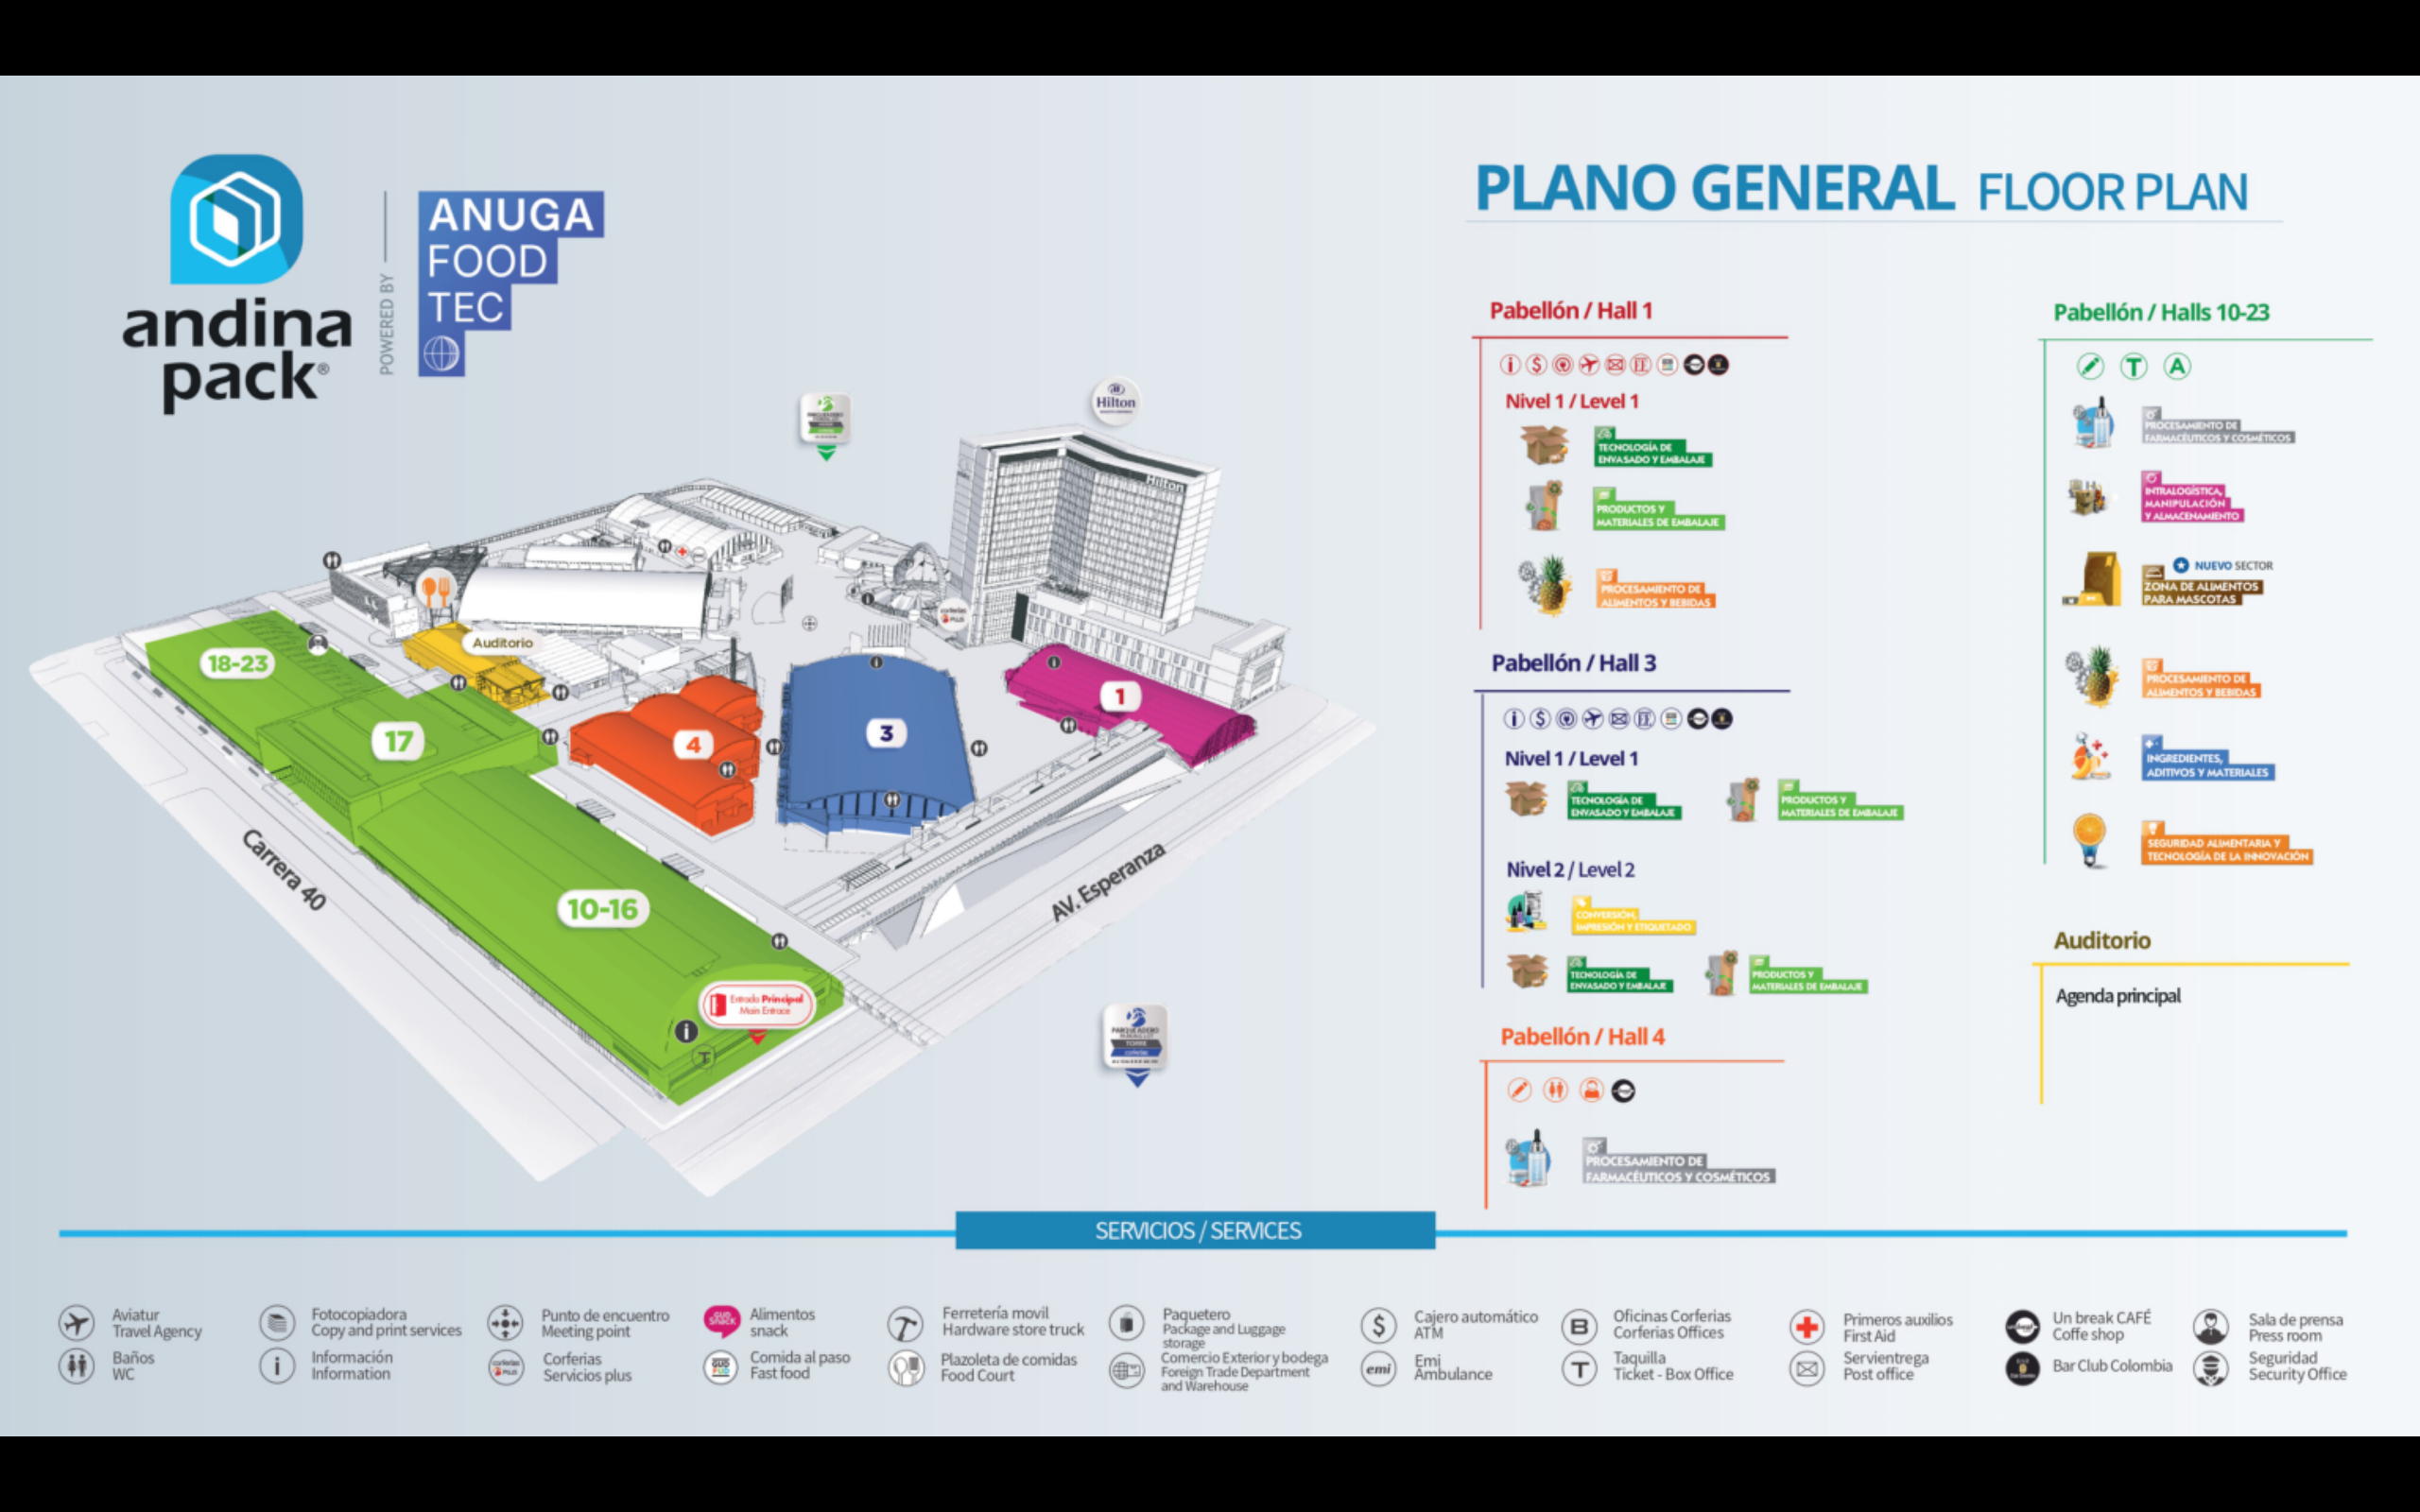 andina
pack®
POWERED BY
ANUGA
FOOD
TEC
PLANO GENERAL FLOOR PLAN
Hilton
Hilton
Auditorio
18-23
17
4
3
1
10-16
Carrera 40
AV. Esperanza
Entrada Principal
Main Entrace
PARQUEADERO
TORRE
corferias
Pabellón / Hall 1
Nivel 1 / Level 1
TECNOLOGÍA DE
ENVASADO Y EMBALAJE
PRODUCTOS Y
MATERIALES DE EMBALAJE
PROCESAMIENTO DE
ALIMENTOS Y BEBIDAS
Pabellón / Hall 3
Nivel 1 / Level 1
TECNOLOGÍA DE
ENVASADO Y EMBALAJE
PRODUCTOS Y
MATERIALES DE EMBALAJE
Nivel 2 / Level 2
CONVERSIÓN,
IMPRESIÓN Y ETIQUETADO
TECNOLOGÍA DE
ENVASADO Y EMBALAJE
PRODUCTOS Y
MATERIALES DE EMBALAJE
Pabellón / Hall 4
PROCESAMIENTO DE
FARMACÉUTICOS Y COSMÉTICOS
Pabellón / Halls 10-23
T
A
PROCESAMIENTO DE
FARMACÉUTICOS Y COSMÉTICOS
INTRALOGÍSTICA,
MANIPULACIÓN
Y ALMACENAMIENTO
NUEVO SECTOR
ZONA DE ALIMENTOS
PARA MASCOTAS
PROCESAMIENTO DE
ALIMENTOS Y BEBIDAS
INGREDIENTES,
ADITIVOS Y MATERIALES
SEGURIDAD ALIMENTARIA Y
TECNOLOGÍA DE LA INNOVACIÓN
Auditorio
Agenda principal
SERVICIOS / SERVICES
Aviatur
Travel Agency
Baños
WC
Fotocopiadora
Copy and print services
Información
Information
Punto de encuentro
Meeting point
Corferias
Servicios plus
Alimentos
snack
Comida al paso
Fast food
Ferretería movil
Hardware store truck
Plazoleta de comidas
Food Court
Paquetero
Package and Luggage
storage
Comercio Exterior y bodega
Foreign Trade Department
and Warehouse
$
Cajero automático
ATM
emi
Emi
Ambulance
B
Oficinas Corferias
Corferias Offices
T
Taquilla
Ticket - Box Office
Primeros auxilios
First Aid
Servientrega
Post office
Un break CAFÉ
Coffe shop
Bar Club Colombia
Sala de prensa
Press room
Seguridad
Security Office